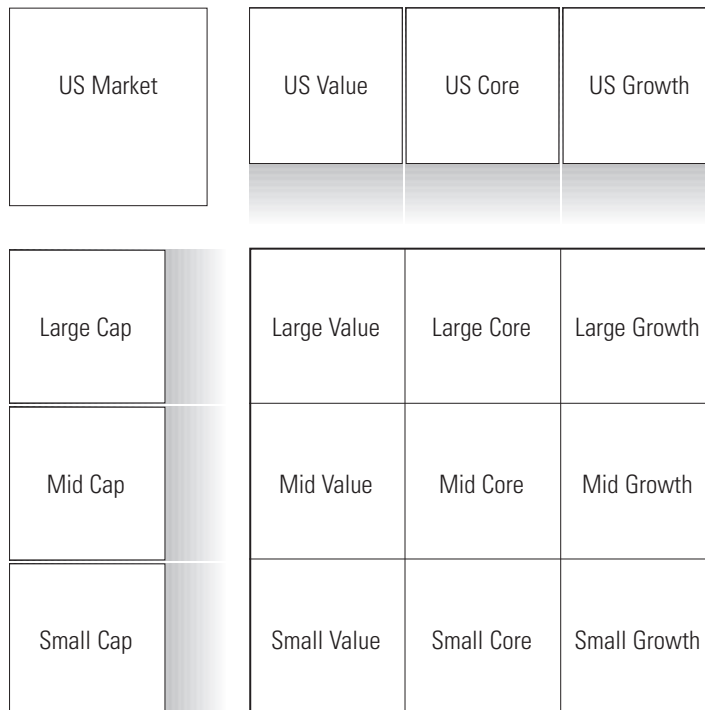 US Market
US Value
US Core
US Growth
Large Cap
Large Value
Large Core
Large Growth
Mid Cap
Mid Value
Mid Core
Mid Growth
Small Cap
Small Value
Small Core
Small Growth